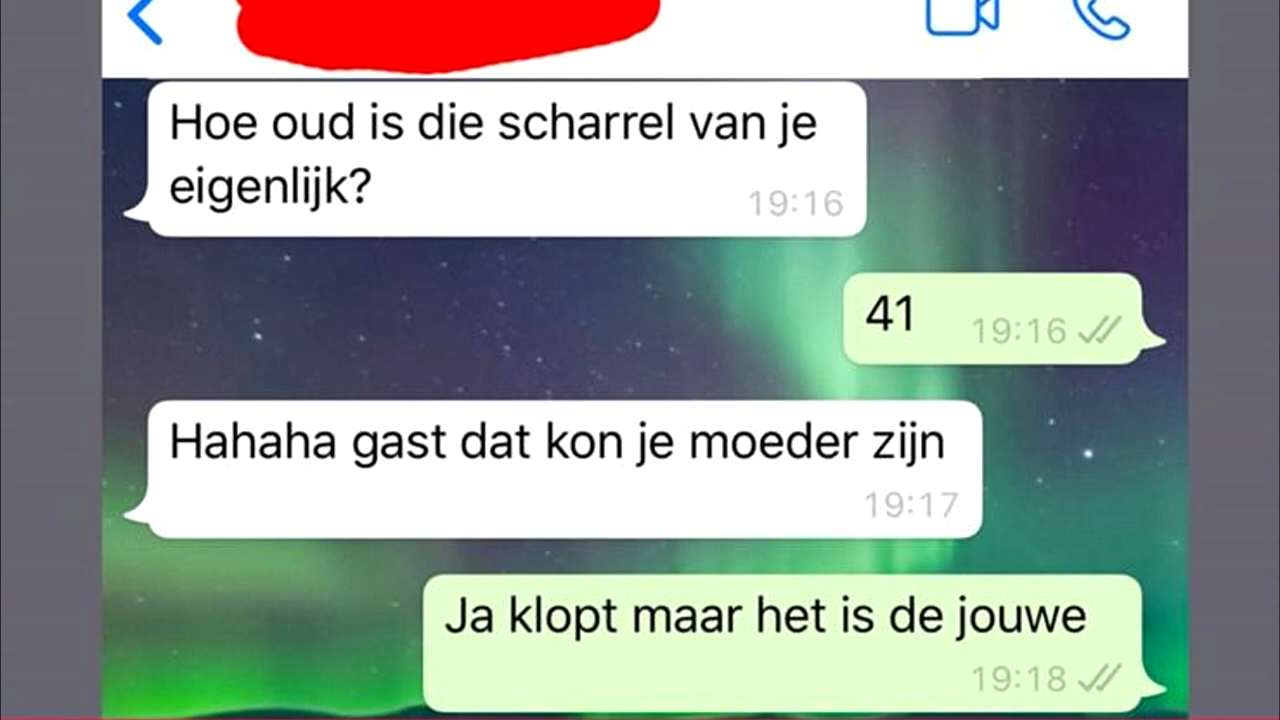 Hoe oud is die scharrel van je
eigenlijk?
19:16
41
19:16
Hahaha gast dat kon je moeder zijn
19:17
Ja klopt maar het is de jouwe
19:18